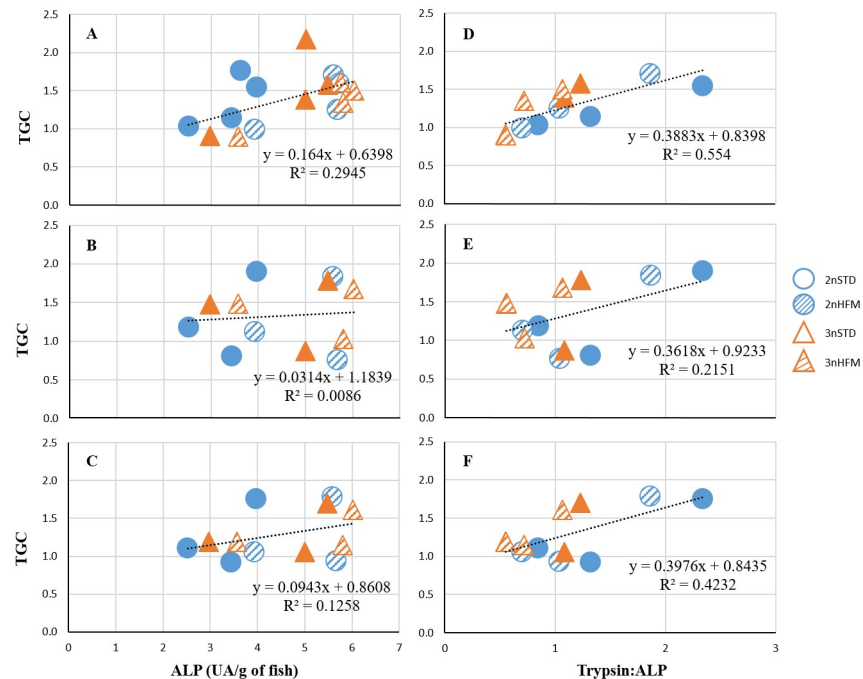 A
2.5
2.0
1.5
1.0
0.5
0.0
TGC
y = 0.164x + 0.6398
R² = 0.2945
D
2.5
2.0
1.5
1.0
0.5
0.0
y = 0.3883x + 0.8398
R² = 0.554
B
2.5
2.0
1.5
1.0
0.5
0.0
TGC
y = 0.0314x + 1.1839
R² = 0.0086
E
2.5
2.0
1.5
1.0
0.5
0.0
y = 0.3618x + 0.9233
R² = 0.2151
2nSTD
2nHFM
3nSTD
3nHFM
C
2.5
2.0
1.5
1.0
0.5
0.0
TGC
y = 0.0943x + 0.8608
R² = 0.1258
0 1 2 3 4 5 6 7
ALP (UA/g of fish)
F
2.5
2.0
1.5
1.0
0.5
0.0
y = 0.3976x + 0.8435
R² = 0.4232
0 1 2 3
Trypsin:ALP